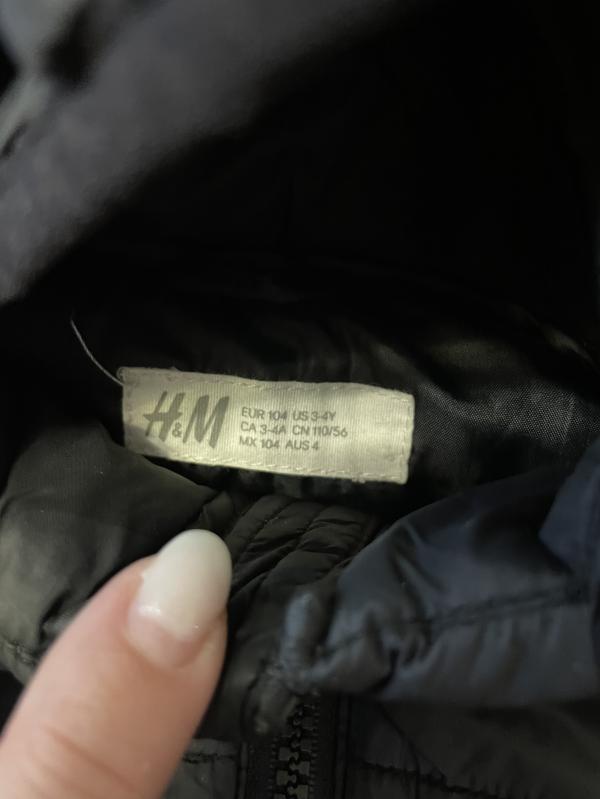 H&M
EUR 104 US 3-4Y
CA 3-4A CN 110/56
MX 104 AUS 4